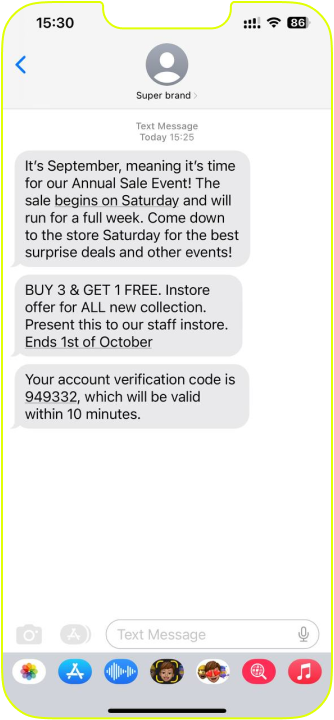 15:30
86
Super brand
Text Message
Today 15:25
It's September, meaning it's time
for our Annual Sale Event! The
sale begins on Saturday and will
run for a full week. Come down
to the store Saturday for the best
surprise deals and other events!
BUY 3 & GET 1 FREE. Instore
offer for ALL new collection.
Present this to our staff instore.
Ends 1st of October
Your account verification code is
949332, which will be valid
within 10 minutes.
Text Message